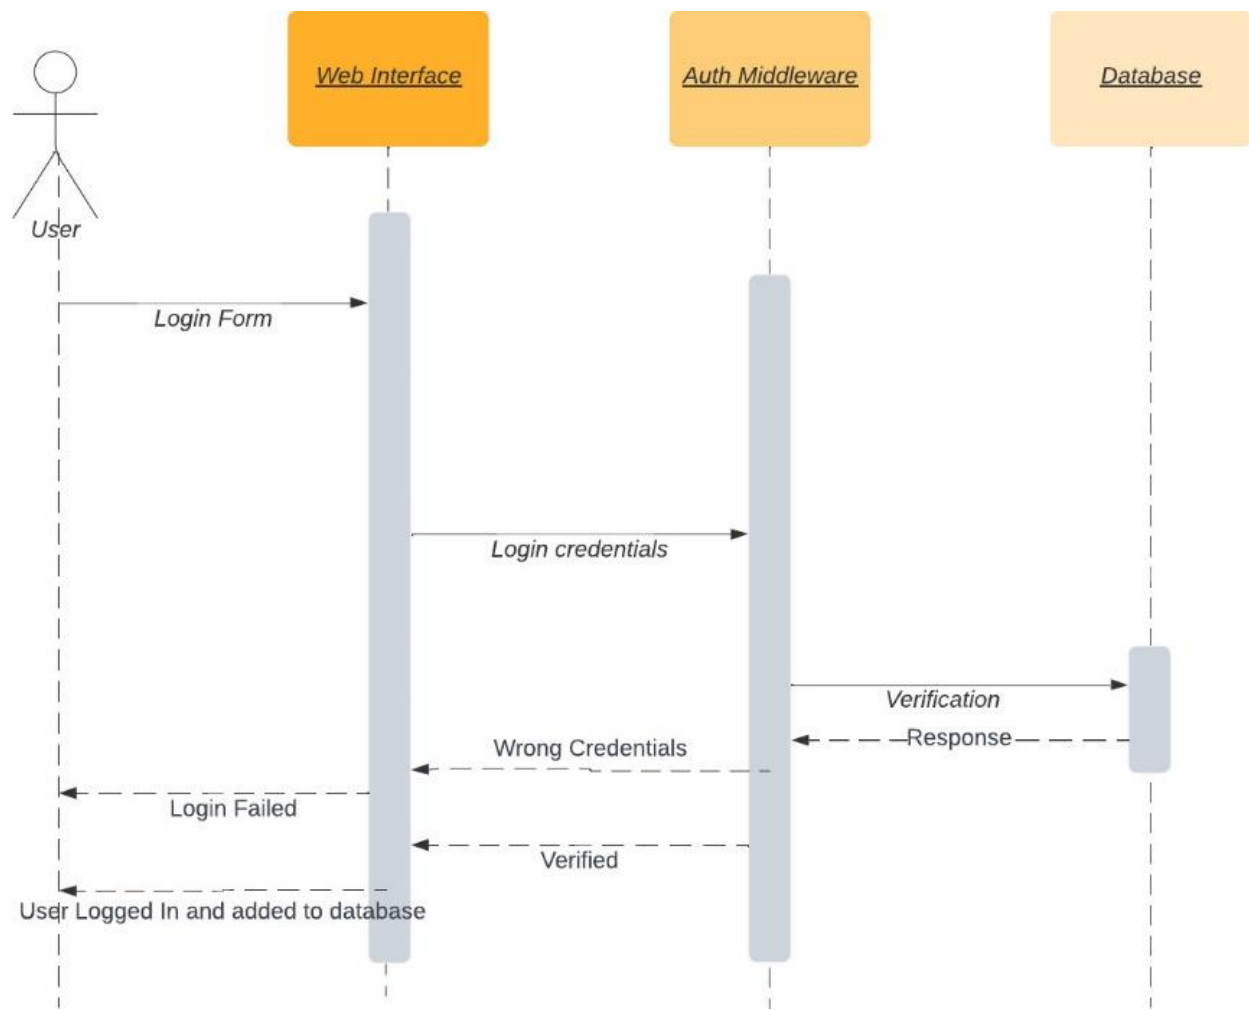 Web Interface
Auth Middleware
Database
User
Login Form
Login credentials
Verification
Response
Wrong Credentials
Login Failed
Verified
User Logged In and added to database